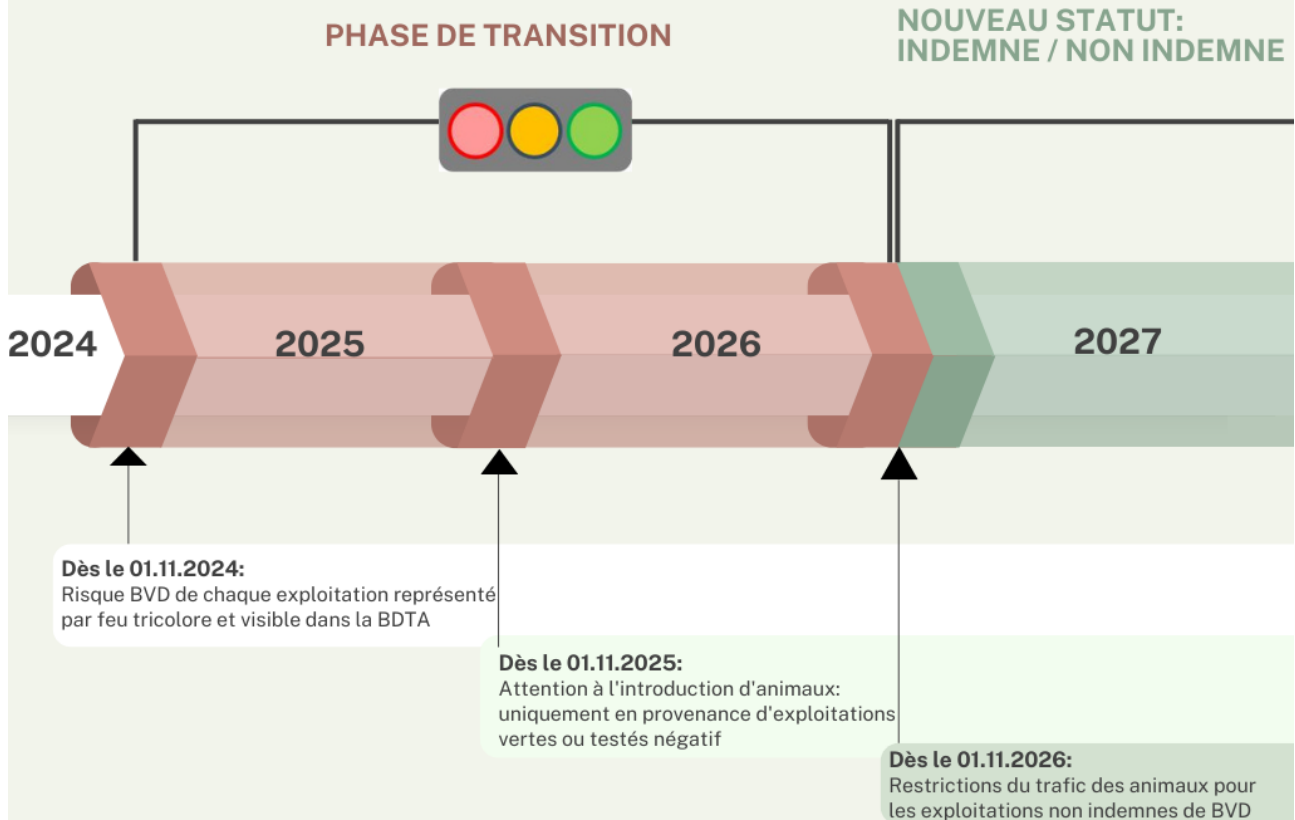 PHASE DE TRANSITION
NOUVEAU STATUT:
INDEMNE / NON INDEMNE
2024
2025
2026
2027
Dès le 01.11.2024:
Risque BVD de chaque exploitation représenté
par feu tricolore et visible dans la BDTA
Dès le 01.11.2025:
Attention à l'introduction d'animaux:
uniquement en provenance d'exploitations
vertes ou testés négatif
Dès le 01.11.2026:
Restrictions du trafic des animaux pour
les exploitations non indemnes de BVD